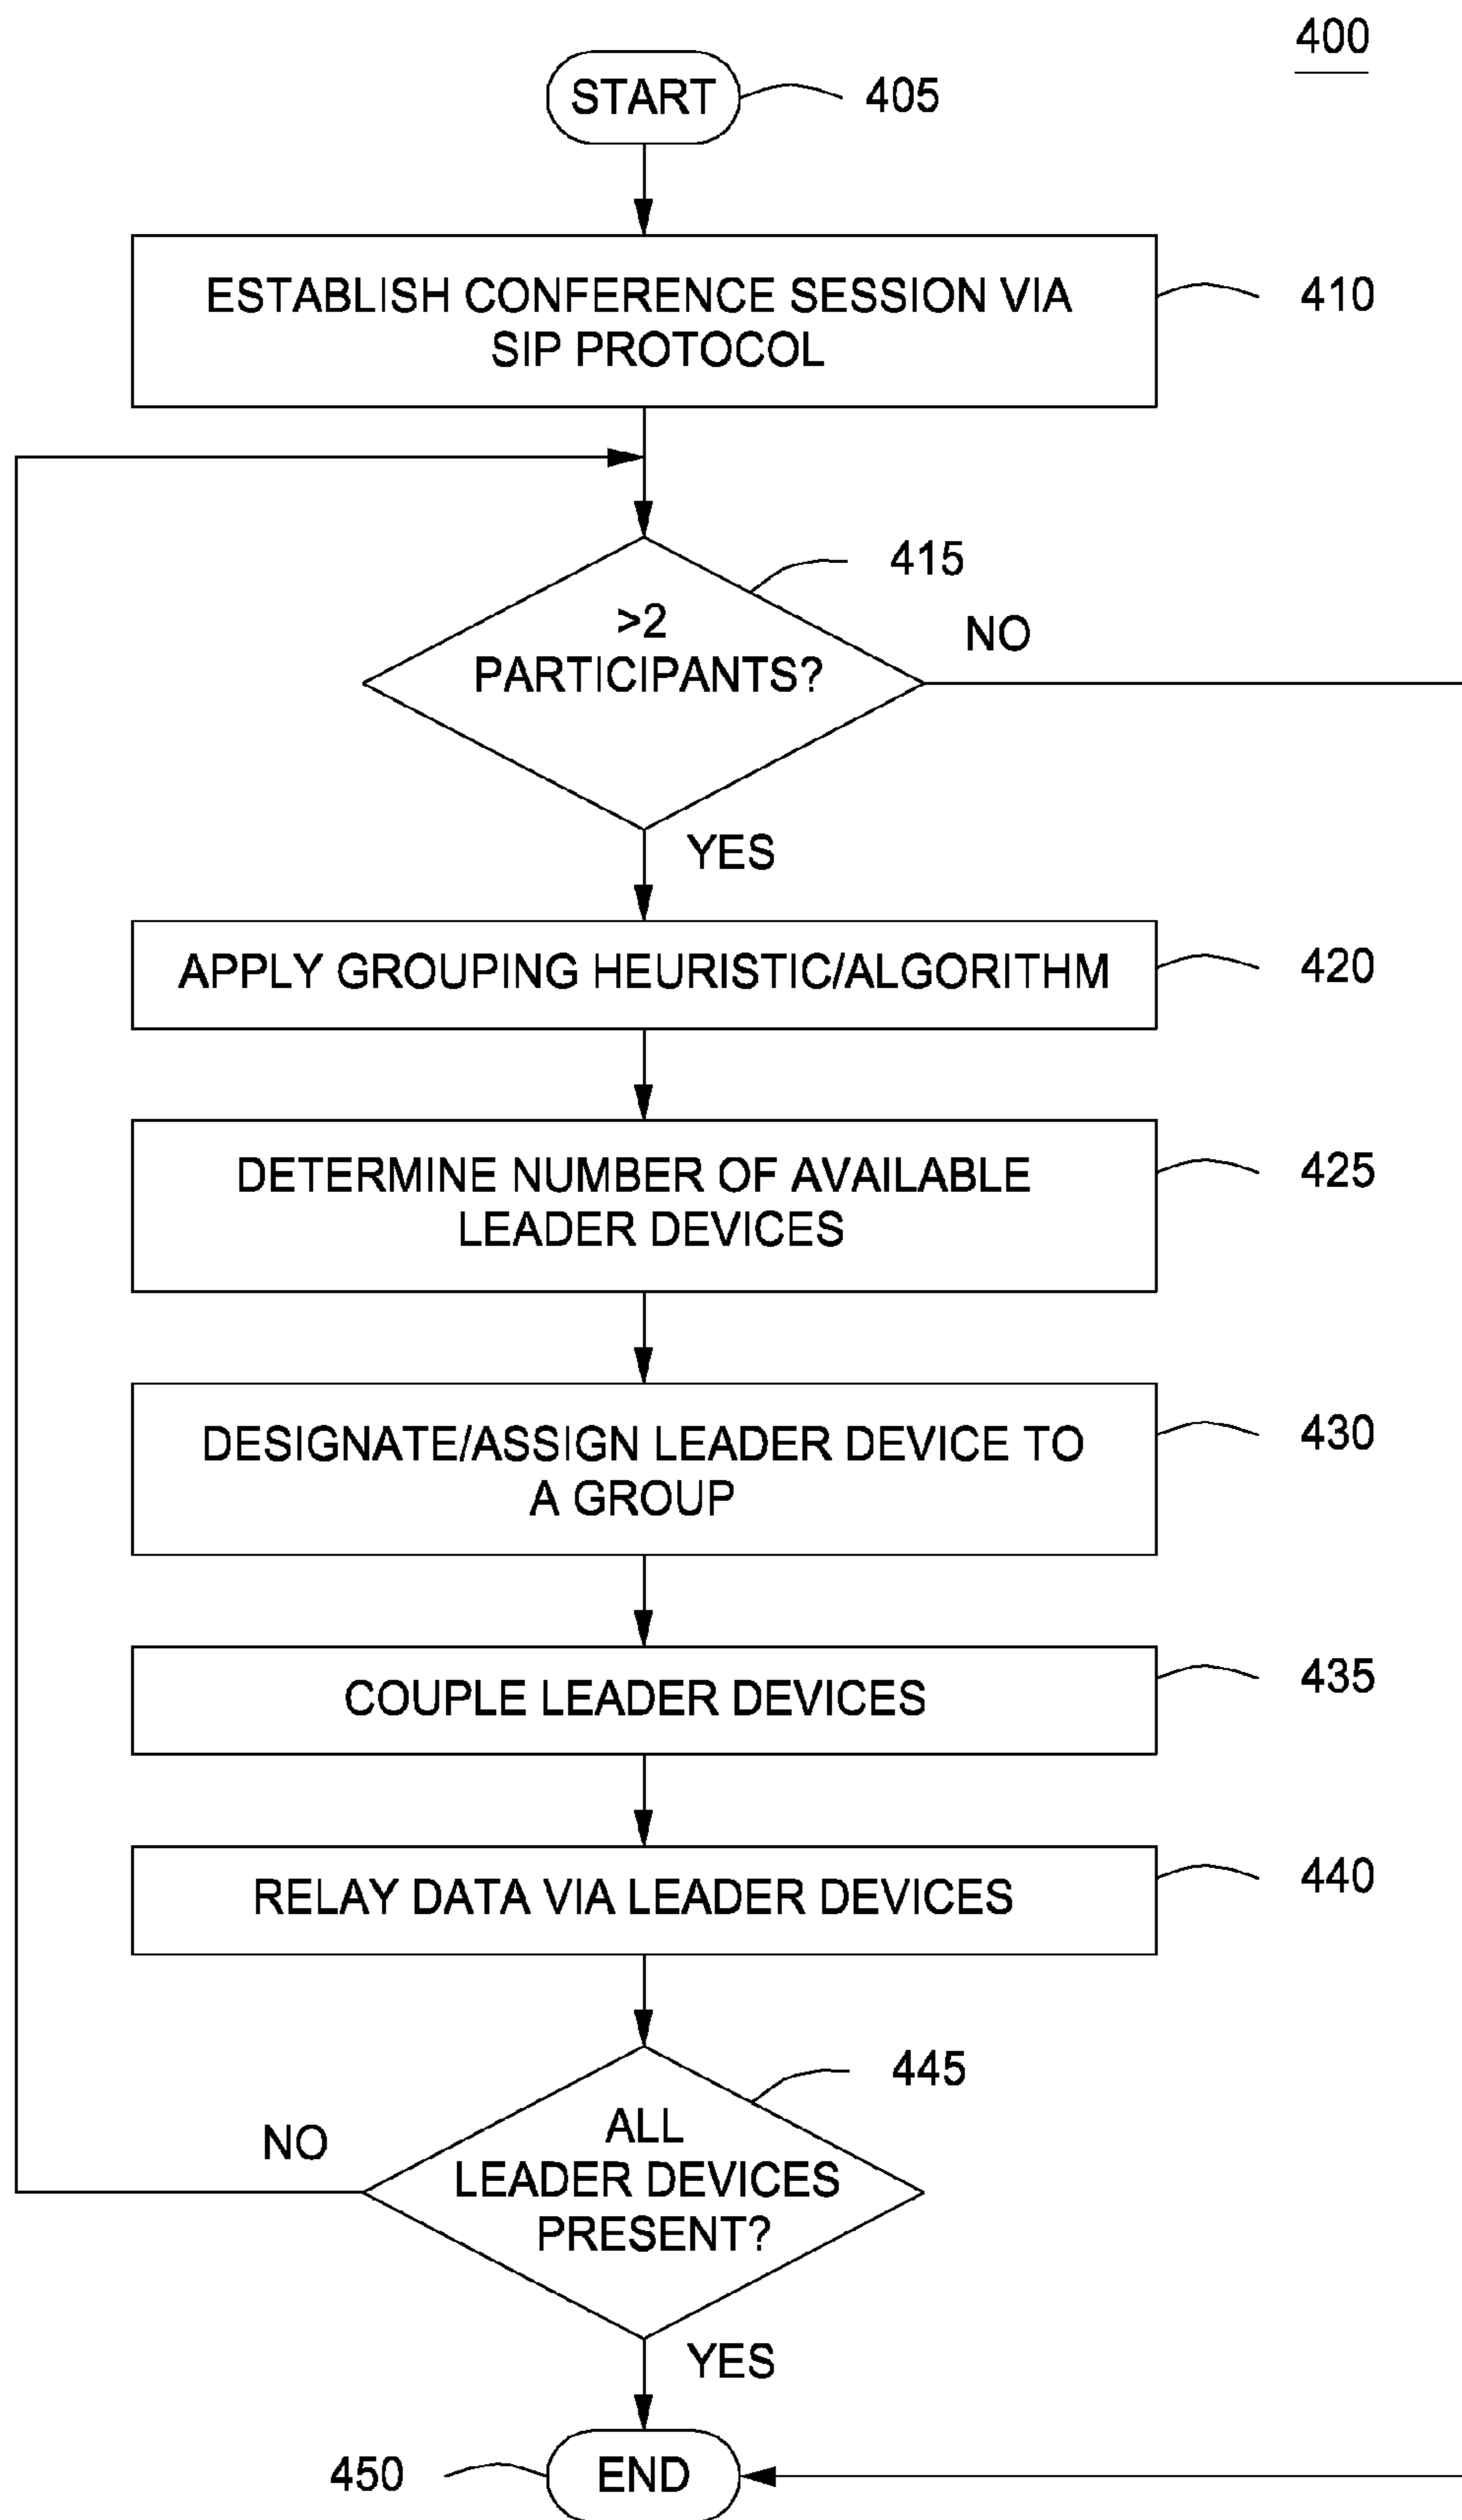 400
START
405
ESTABLISH CONFERENCE SESSION VIA
SIP PROTOCOL
410
415
>2
PARTICIPANTS?
NO
YES
APPLY GROUPING HEURISTIC/ALGORITHM
420
DETERMINE NUMBER OF AVAILABLE
LEADER DEVICES
425
DESIGNATE/ASSIGN LEADER DEVICE TO
A GROUP
430
COUPLE LEADER DEVICES
435
RELAY DATA VIA LEADER DEVICES
440
445
ALL
LEADER DEVICES
PRESENT?
NO
YES
END
450